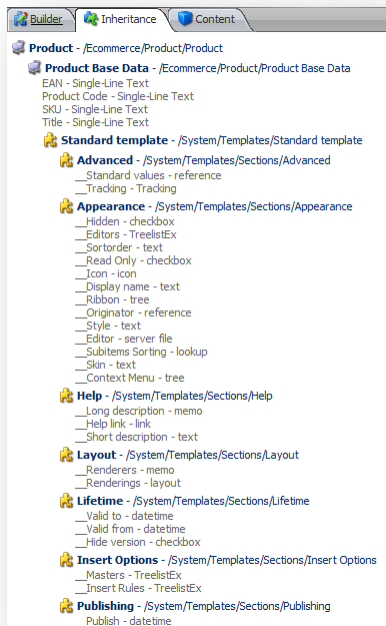 Builder Inheritance Content
Product - /Ecommerce/Product/Product
Product Base Data - /Ecommerce/Product/Product Base Data
EAN - Single-Line Text
Product Code - Single-Line Text
SKU - Single-Line Text
Title - Single-Line Text
Standard template - /System/Templates/Standard template
Advanced - /System/Templates/Sections/Advanced
__Standard values - reference
__Tracking - Tracking
Appearance - /System/Templates/Sections/Appearance
__Hidden - checkbox
__Editors - TreelistEx
__Sortorder - text
__Read Only - checkbox
__Icon - icon
__Display name - text
__Ribbon - tree
__Originator - reference
__Style - text
__Editor - server file
__Subitems Sorting - lookup
__Skin - text
__Context Menu - tree
Help - /System/Templates/Sections/Help
__Long description - memo
__Help link - link
__Short description - text
Layout - /System/Templates/Sections/Layout
__Renderers - memo
__Renderings - layout
Lifetime - /System/Templates/Sections/Lifetime
__Valid to - datetime
__Valid from - datetime
__Hide version - checkbox
Insert Options - /System/Templates/Sections/Insert Options
__Masters - TreelistEx
__Insert Rules - TreelistEx
Publishing - /System/Templates/Sections/Publishing
Publish - datetime